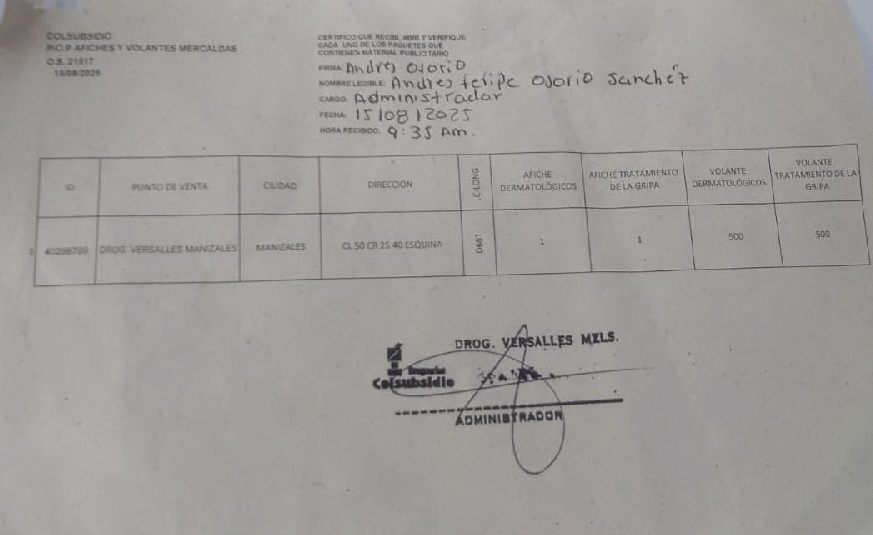 COLSUBSIDIO
P.O.P AFICHES Y VOLANTES MERCALDAS
O.S. 21817
15/08/2025
CERTIFICO QUE RECIBI, ABRI Y VERIFIQUE
CADA UNO DE LOS PAQUETES QUE
CONTIENEN MATERIAL PUBLICITARIO
FIRMA: Andres Osorio
NOMBRE LEGIBLE: Andres felipe Osorio Sanchez
CARGO: Administrador
FECHA: 15/08/2025
HORA RECIBIDO: 9:35 Am.
ID PUNTO DE VENTA CIUDAD DIRECCION AFICHE DERMATOLÓGICOS AFICHE TRATAMIENTO DE LA GRIPA VOLANTE DERMATOLÓGICOS VOLANTE TRATAMIENTO DE LA GRIPA
DROG. VERSALLES MANIZALES MANIZALES CL 50 CR 25 40 ESQUINA D681 1 1 500 500
DROG. VERSALLES MZLS.
Droguerías
Colsubsidio
ADMINISTRADOR